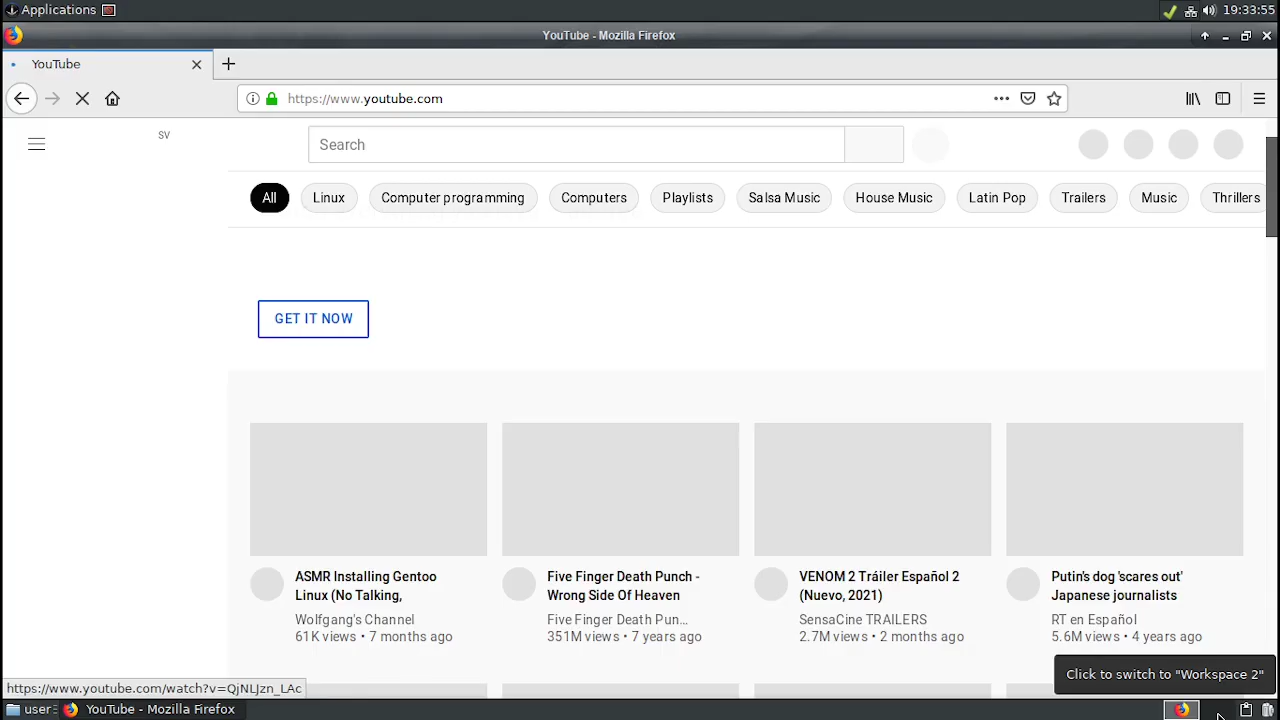 Applications
19:33:55
YouTube - Mozilla Firefox
YouTube
https://www.youtube.com
SV
Search
All
Linux
Computer programming
Computers
Playlists
Salsa Music
House Music
Latin Pop
Trailers
Music
Thrillers
GET IT NOW
ASMR Installing Gentoo
Linux (No Talking,
Wolfgang's Channel
61K views • 7 months ago
Five Finger Death Punch -
Wrong Side Of Heaven
Five Finger Death Pun...
351M views • 7 years ago
VENOM 2 Tráiler Español 2
(Nuevo, 2021)
SensaCine TRAILERS
2.7M views • 2 months ago
Putin's dog 'scares out'
Japanese journalists
RT en Español
5.6M views • 4 years ago
Click to switch to "Workspace 2"
https://www.youtube.com/watch?v=QjNLJzn_LAc
user
YouTube - Mozilla Firefox